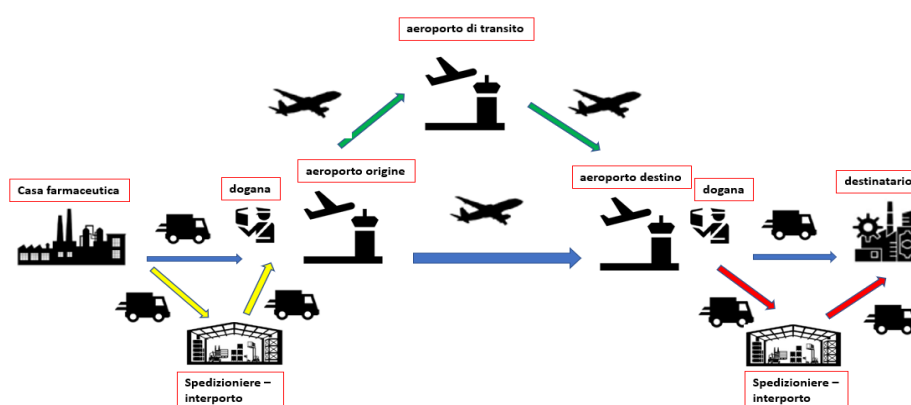 aeroporto di transito
aeroporto origine
aeroporto destino
Casa farmaceutica
dogana
dogana
destinatario
Spedizioniere –
interporto
Spedizioniere –
interporto